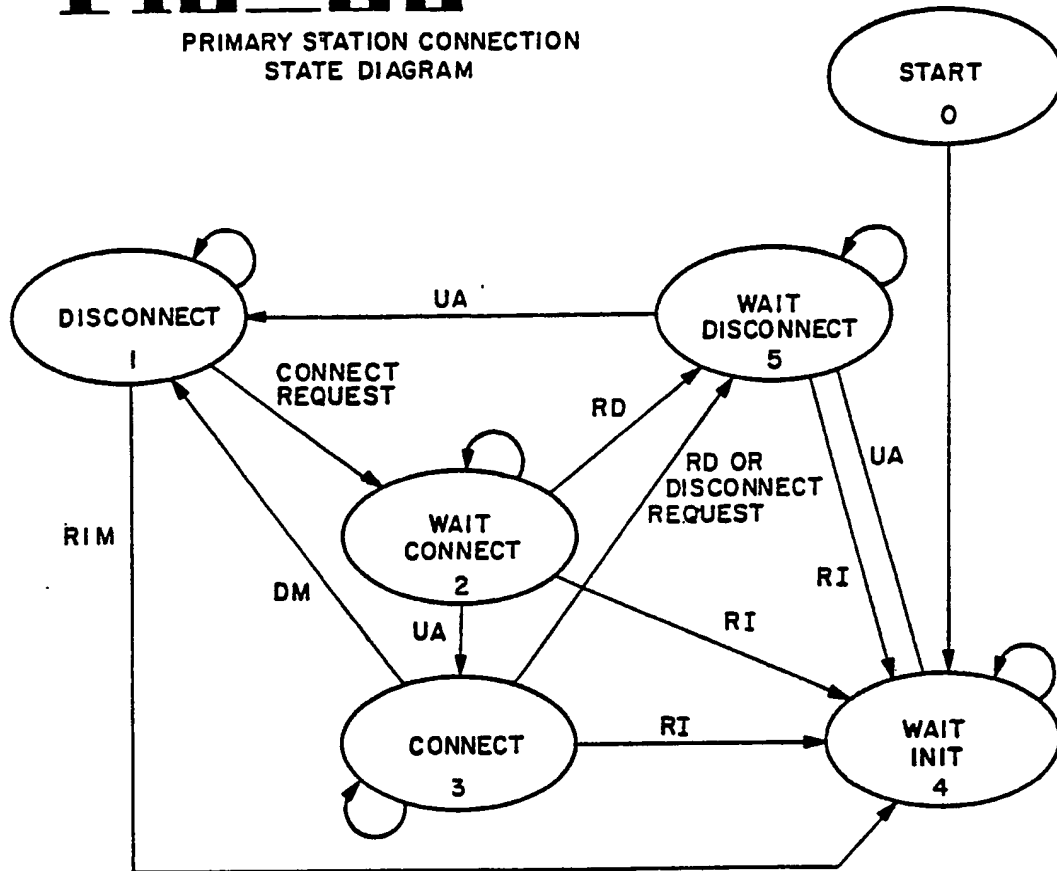 PRIMARY STATION CONNECTION
STATE DIAGRAM
START
0
DISCONNECT
1
UA
WAIT
DISCONNECT
5
CONNECT
REQUEST
RD
RD OR
DISCONNECT
REQUEST
UA
WAIT
CONNECT
2
RIM
DM
UA
RI
RI
CONNECT
3
RI
WAIT
INIT
4